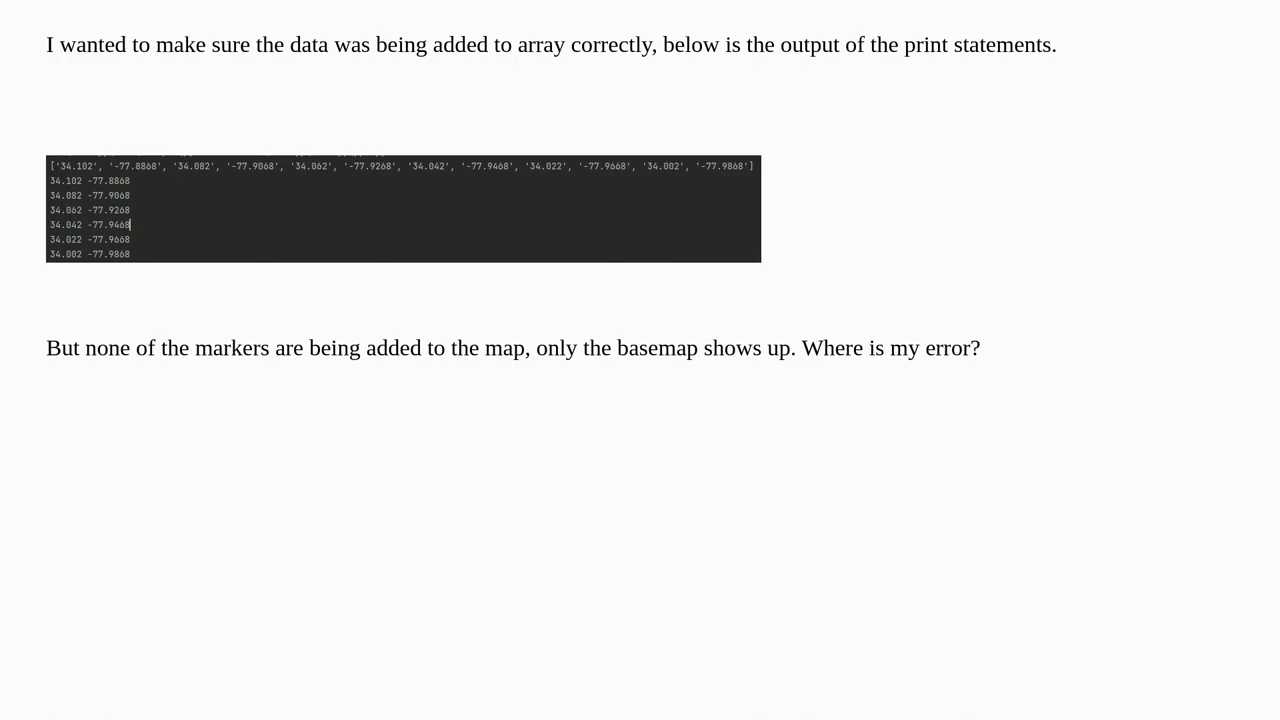 I wanted to make sure the data was being added to array correctly, below is the output of the print statements.
['34.102', '-77.8868', '34.082', '-77.9068', '34.062', '-77.9268', '34.042', '-77.9468', '34.022', '-77.9668', '34.002', '-77.9868']
34.102 -77.8868
34.082 -77.9068
34.062 -77.9268
34.042 -77.9468
34.022 -77.9668
34.002 -77.9868
But none of the markers are being added to the map, only the basemap shows up. Where is my error?